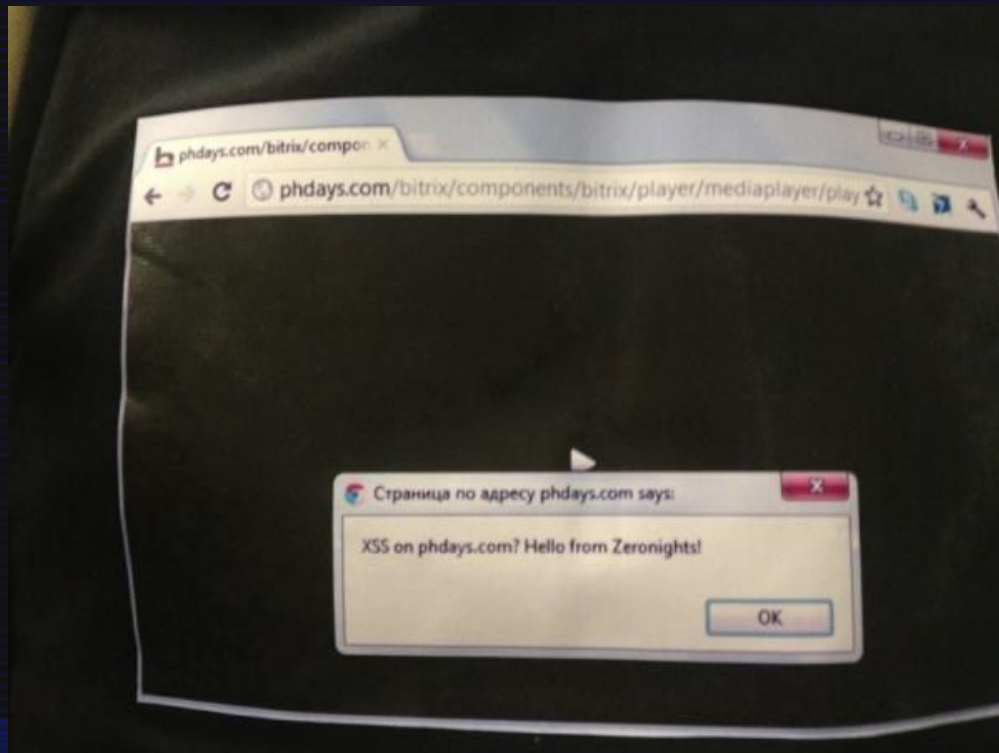 phdays.com/bitrix/compon
phdays.com/bitrix/components/bitrix/player/mediaplayer/play
Страница по адресу phdays.com says:
XSS on phdays.com? Hello from Zeronights!
OK